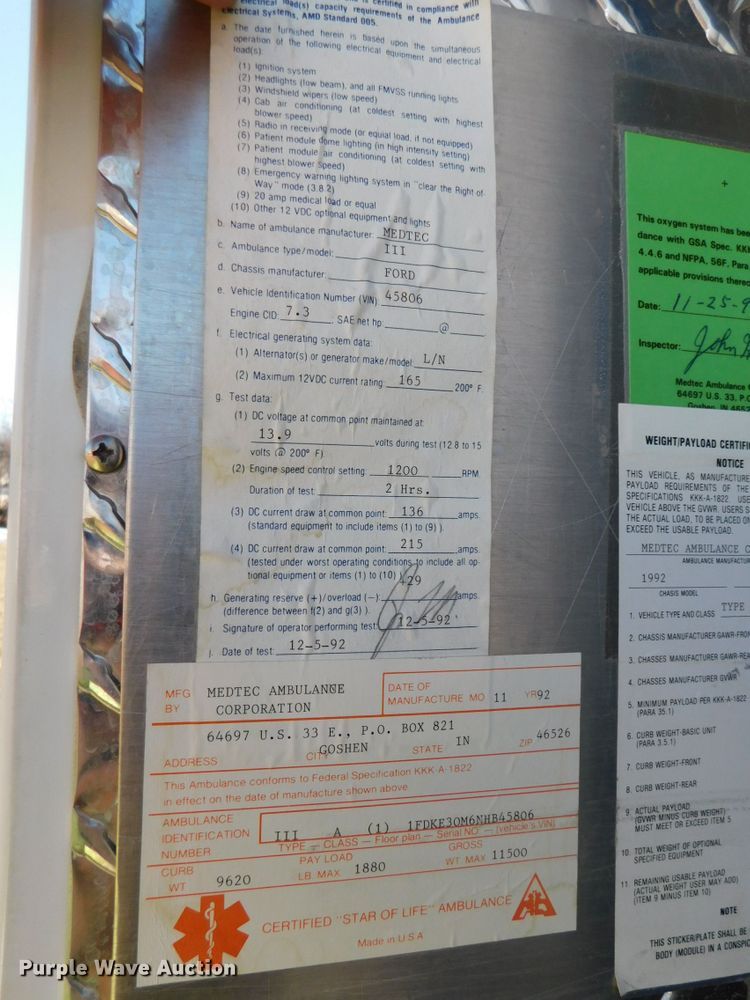 is certified in compliance with
electrical load(s) capacity requirements of the Ambulance
Electrical Systems, AMD Standard 005.
a. The date furnished herein is based upon the simultaneous
operation of the following electrical equipment and electrical
load(s):
(1) Ignition system
(2) Headlights (low beam), and all FMVSS running lights
(3) Windshield wipers (low speed)
(4) Cab air conditioning (at coldest setting with highest
blower speed)
(5) Radio in receiving mode (or equal load, if not equipped)
(6) Patient module dome lighting (in high intensity setting)
(7) Patient module air conditioning (at coldest setting with
highest blower speed)
(8) Emergency warning lighting system in "clear the Right-of-
Way" mode (3.8.2)
(9) 20 amp medical load or equal
(10) Other 12 VDC optional equipment and lights
b. Name of ambulance manufacturer: MEDTEC
c. Ambulance type/model: III
d. Chassis manufacturer: FORD
e. Vehicle Identification Number (VIN) 45806
Engine CID: 7.3 , SAE net hp: @
f. Electrical generating system data:
(1) Alternator(s) or generator make/model L/N
(2) Maximum 12VDC current rating: 165 200° F.
g. Test data:
(1) DC voltage at common point maintained at:
13.9 volts during test (12.8 to 15
volts @ 200° F)
(2) Engine speed control setting: 1200 RPM
Duration of test: 2 Hrs.
(3) DC current draw at common point: 136 amps.
(standard equipment to include items (1) to (9) ).
(4) DC current draw at common point: 215 amps.
(tested under worst operating conditions to include all op-
tional equipment or items (1) to (10) ).
h. Generating reserve (+)/overload (−): +29 amps.
(difference between f(2) and g(3) ).
i. Signature of operator performing test: 12-5-92
j. Date of test: 12-5-92
MFG BY MEDTEC AMBULANCE CORPORATION
DATE OF MANUFACTURE MO 11 YR 92
64697 U.S. 33 E., P.O. BOX 821
ADDRESS CITY GOSHEN STATE IN ZIP 46526
This Ambulance conforms to Federal Specification KKK-A-1822
in effect on the date of manufacture shown above.
AMBULANCE IDENTIFICATION NUMBER
III A (1) 1FDKE30M6NHB45806
TYPE — CLASS — Floor plan — Serial NO — (vehicle's VIN)
CURB WT 9620 PAY LOAD LB. MAX 1880 GROSS WT MAX 11500
CERTIFIED "STAR OF LIFE" AMBULANCE
Made in U.S.A.
This oxygen system has bee
dance with GSA Spec. KKK
4.4.6 and NFPA. 56F. Para
applicable provisions thereo
Date: 11-25-9
Inspector: John
Medtec Ambulance
64697 U.S. 33, P.O
Goshen, IN 4652
WEIGHT/PAYLOAD CERTIFI
NOTICE
THIS VEHICLE, AS MANUFACTURE
PAYLOAD REQUIREMENTS OF THE
SPECIFICATIONS KKK-A-1822. USE
VEHICLE ABOVE THE GVWR. USERS S
THE ACTUAL LOAD, TO BE PLACED ON
EXCEED THE USABLE PAYLOAD.
MEDTEC AMBULANCE C
AMBULANCE MANUFACTUR
1992
CHASIS MODEL
1. VEHICLE TYPE AND CLASS TYPE
2. CHASSIS MANUFACTURER GAWR-FRON
3. CHASSES MANUFACTURER GAWR-REA
4. CHASSES MANUFACTURER GVWR
5. MINIMUM PAYLOAD PER KKK-A-1822
(PARA 35.1)
6. CURB WEIGHT-BASIC UNIT
(PARA 3.5.1)
7. CURB WEIGHT-FRONT
8. CURB WEIGHT-REAR
9. ACTUAL PAYLOAD
(GVWR MINUS CURB WEIGHT)
MUST MEET OR EXCEED ITEM 5
10. TOTAL WEIGHT OF OPTIONAL
SPECIFIED EQUIPMENT
11. REMAINING USABLE PAYLOAD
(ACTUAL WEIGHT USER MAY ADD)
(ITEM 9 MINUS ITEM 10)
NOTE
THIS STICKER/PLATE SHALL BE
BODY (MODULE) IN A CONSPIC
Purple Wave Auction